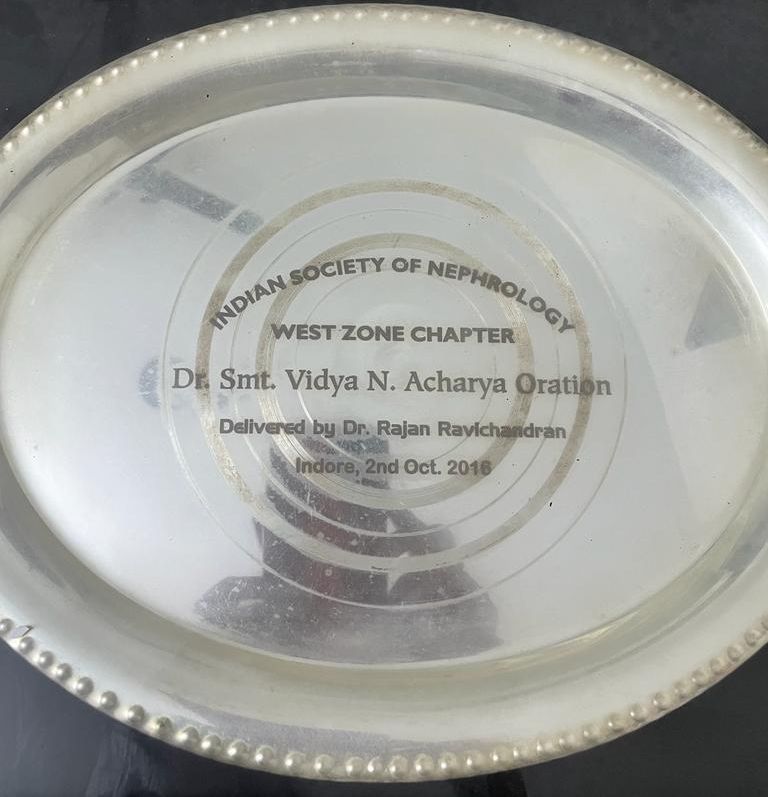 INDIAN SOCIETY OF NEPHROLOGY
WEST ZONE CHAPTER
Dr. Smt. Vidya N. Acharya Oration
Delivered by Dr. Rajan Ravichandran
Indore, 2nd Oct. 2016